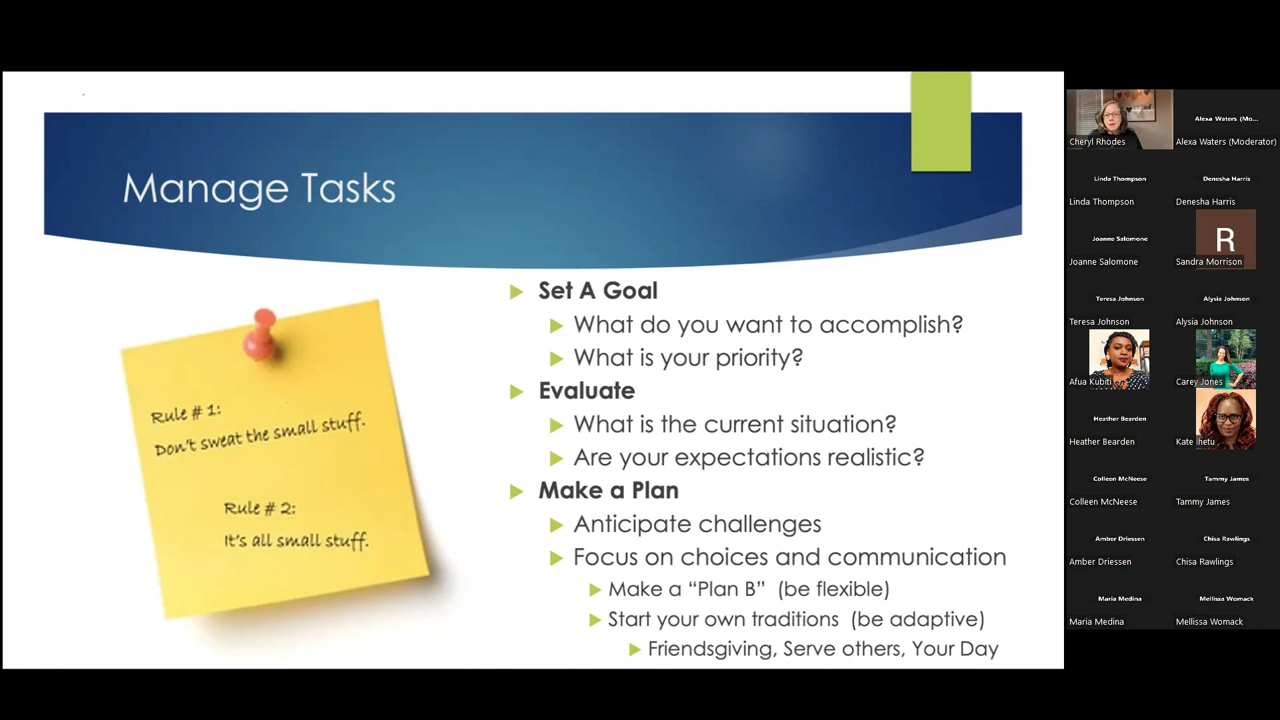 Manage Tasks
Rule # 1:
Don't sweat the small stuff.
Rule # 2:
It's all small stuff.
Set A Goal
What do you want to accomplish?
What is your priority?
Evaluate
What is the current situation?
Are your expectations realistic?
Make a Plan
Anticipate challenges
Focus on choices and communication
Make a “Plan B” (be flexible)
Start your own traditions (be adaptive)
Friendsgiving, Serve others, Your Day
Cheryl Rhodes
Alexa Waters (Mo...
Alexa Waters (Moderator)
Linda Thompson
Linda Thompson
Denesha Harris
Denesha Harris
Joanne Salomone
Joanne Salomone
R
Sandra Morrison
Teresa Johnson
Teresa Johnson
Alysia Johnson
Alysia Johnson
Afua Kubiti
Carey Jones
Heather Bearden
Heather Bearden
Kate Ihetu
Colleen McNeese
Colleen McNeese
Tammy James
Tammy James
Amber Driessen
Amber Driessen
Chisa Rawlings
Chisa Rawlings
Maria Medina
Maria Medina
Mellissa Womack
Mellissa Womack